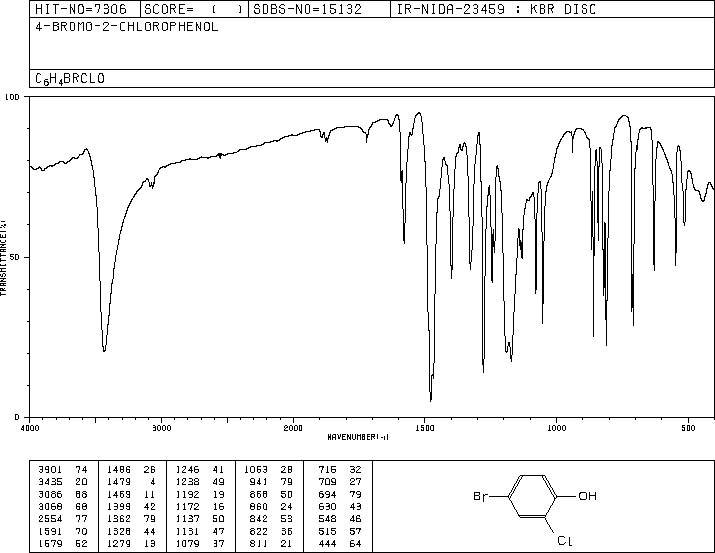 HIT-NO=7306 SCORE= ( ) SDBS-NO=15132 IR-NIDA-23459 : KBR DISC
4-BROMO-2-CHLOROPHENOL
C6H4BRCLO
100
50
0
TRANSMITTANCE(%)
4000 3000 2000 1500 1000 500
WAVENUMBER(-1)
3901 74 1486 26 1246 41 1053 28 716 32
3435 20 1479 4 1238 49 941 79 709 27
3086 68 1469 11 1192 19 868 50 694 79
3068 68 1399 42 1172 16 860 24 630 43
2554 77 1362 79 1137 50 842 53 548 46
1591 70 1328 44 1131 47 822 36 515 57
1579 52 1279 13 1079 37 811 21 444 64
Br OH
Cl